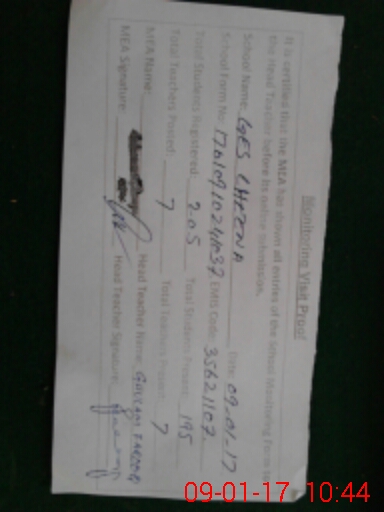 Monitoring Visit Proof
It is certified that the MEA has shown all entries of the School Monitoring Form to
the Head Teacher before its online submission.
School Name: GES CHEENA Date: 09-01-17
School Form No: EMIS Code: 35621107
Total Students Registered: 205 Total Students Present: 195
Total Teachers Posted: 7 Total Teachers Present: 7
MEA Name: Head Teacher Name: GHULAM FAROOQ
MEA Signature: Head Teacher Signature:
09-01-17 10:44